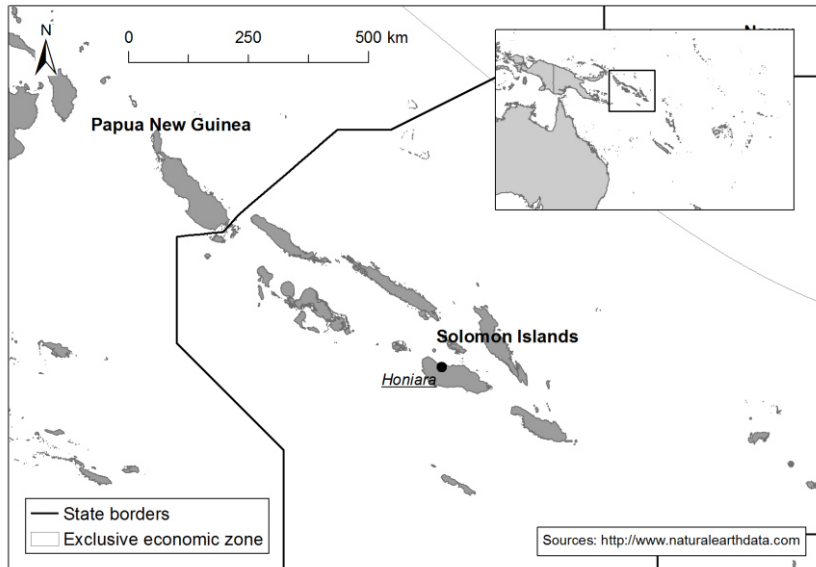 N
0 250 500 km
Papua New Guinea
Solomon Islands
Honiara
State borders
Exclusive economic zone
Sources: http://www.naturalearthdata.com